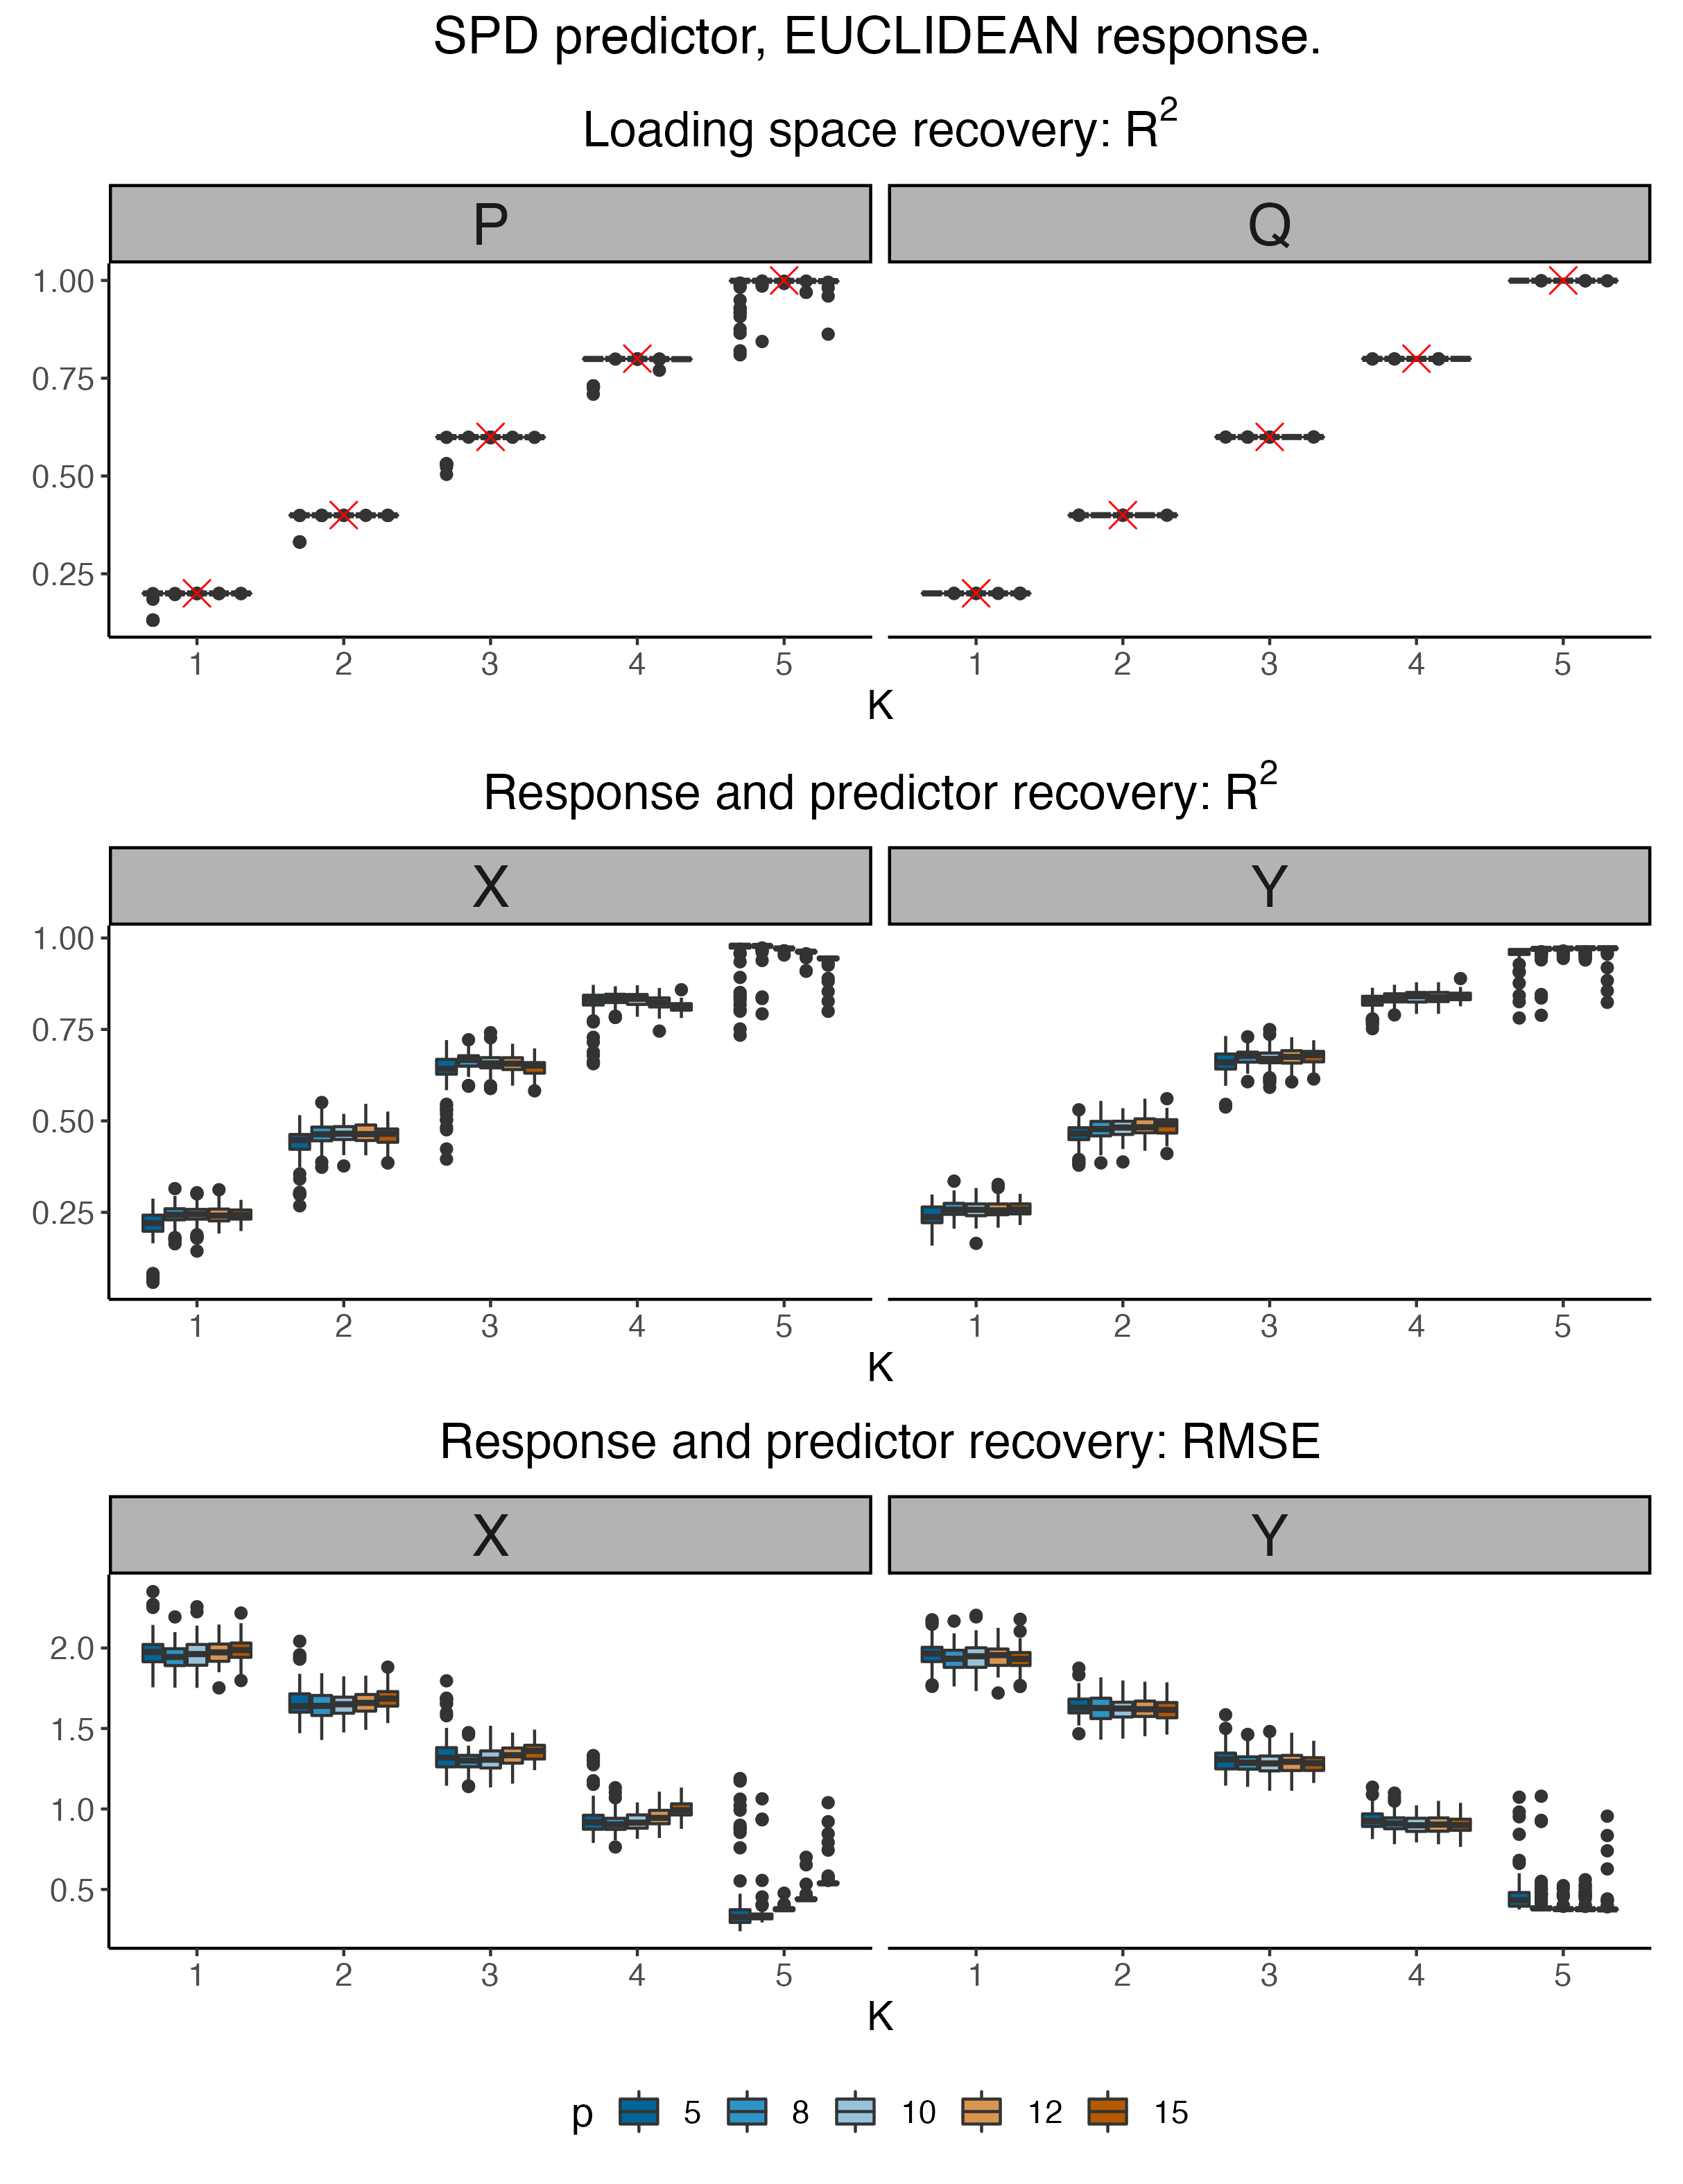 SPD predictor, EUCLIDEAN response.
Loading space recovery: R²
P Q
1.00
0.75
0.50
0.25
1 2 3 4 5 1 2 3 4 5
K
Response and predictor recovery: R²
X Y
1.00
0.75
0.50
0.25
1 2 3 4 5 1 2 3 4 5
K
Response and predictor recovery: RMSE
X Y
2.0
1.5
1.0
0.5
1 2 3 4 5 1 2 3 4 5
K
p 5 8 10 12 15